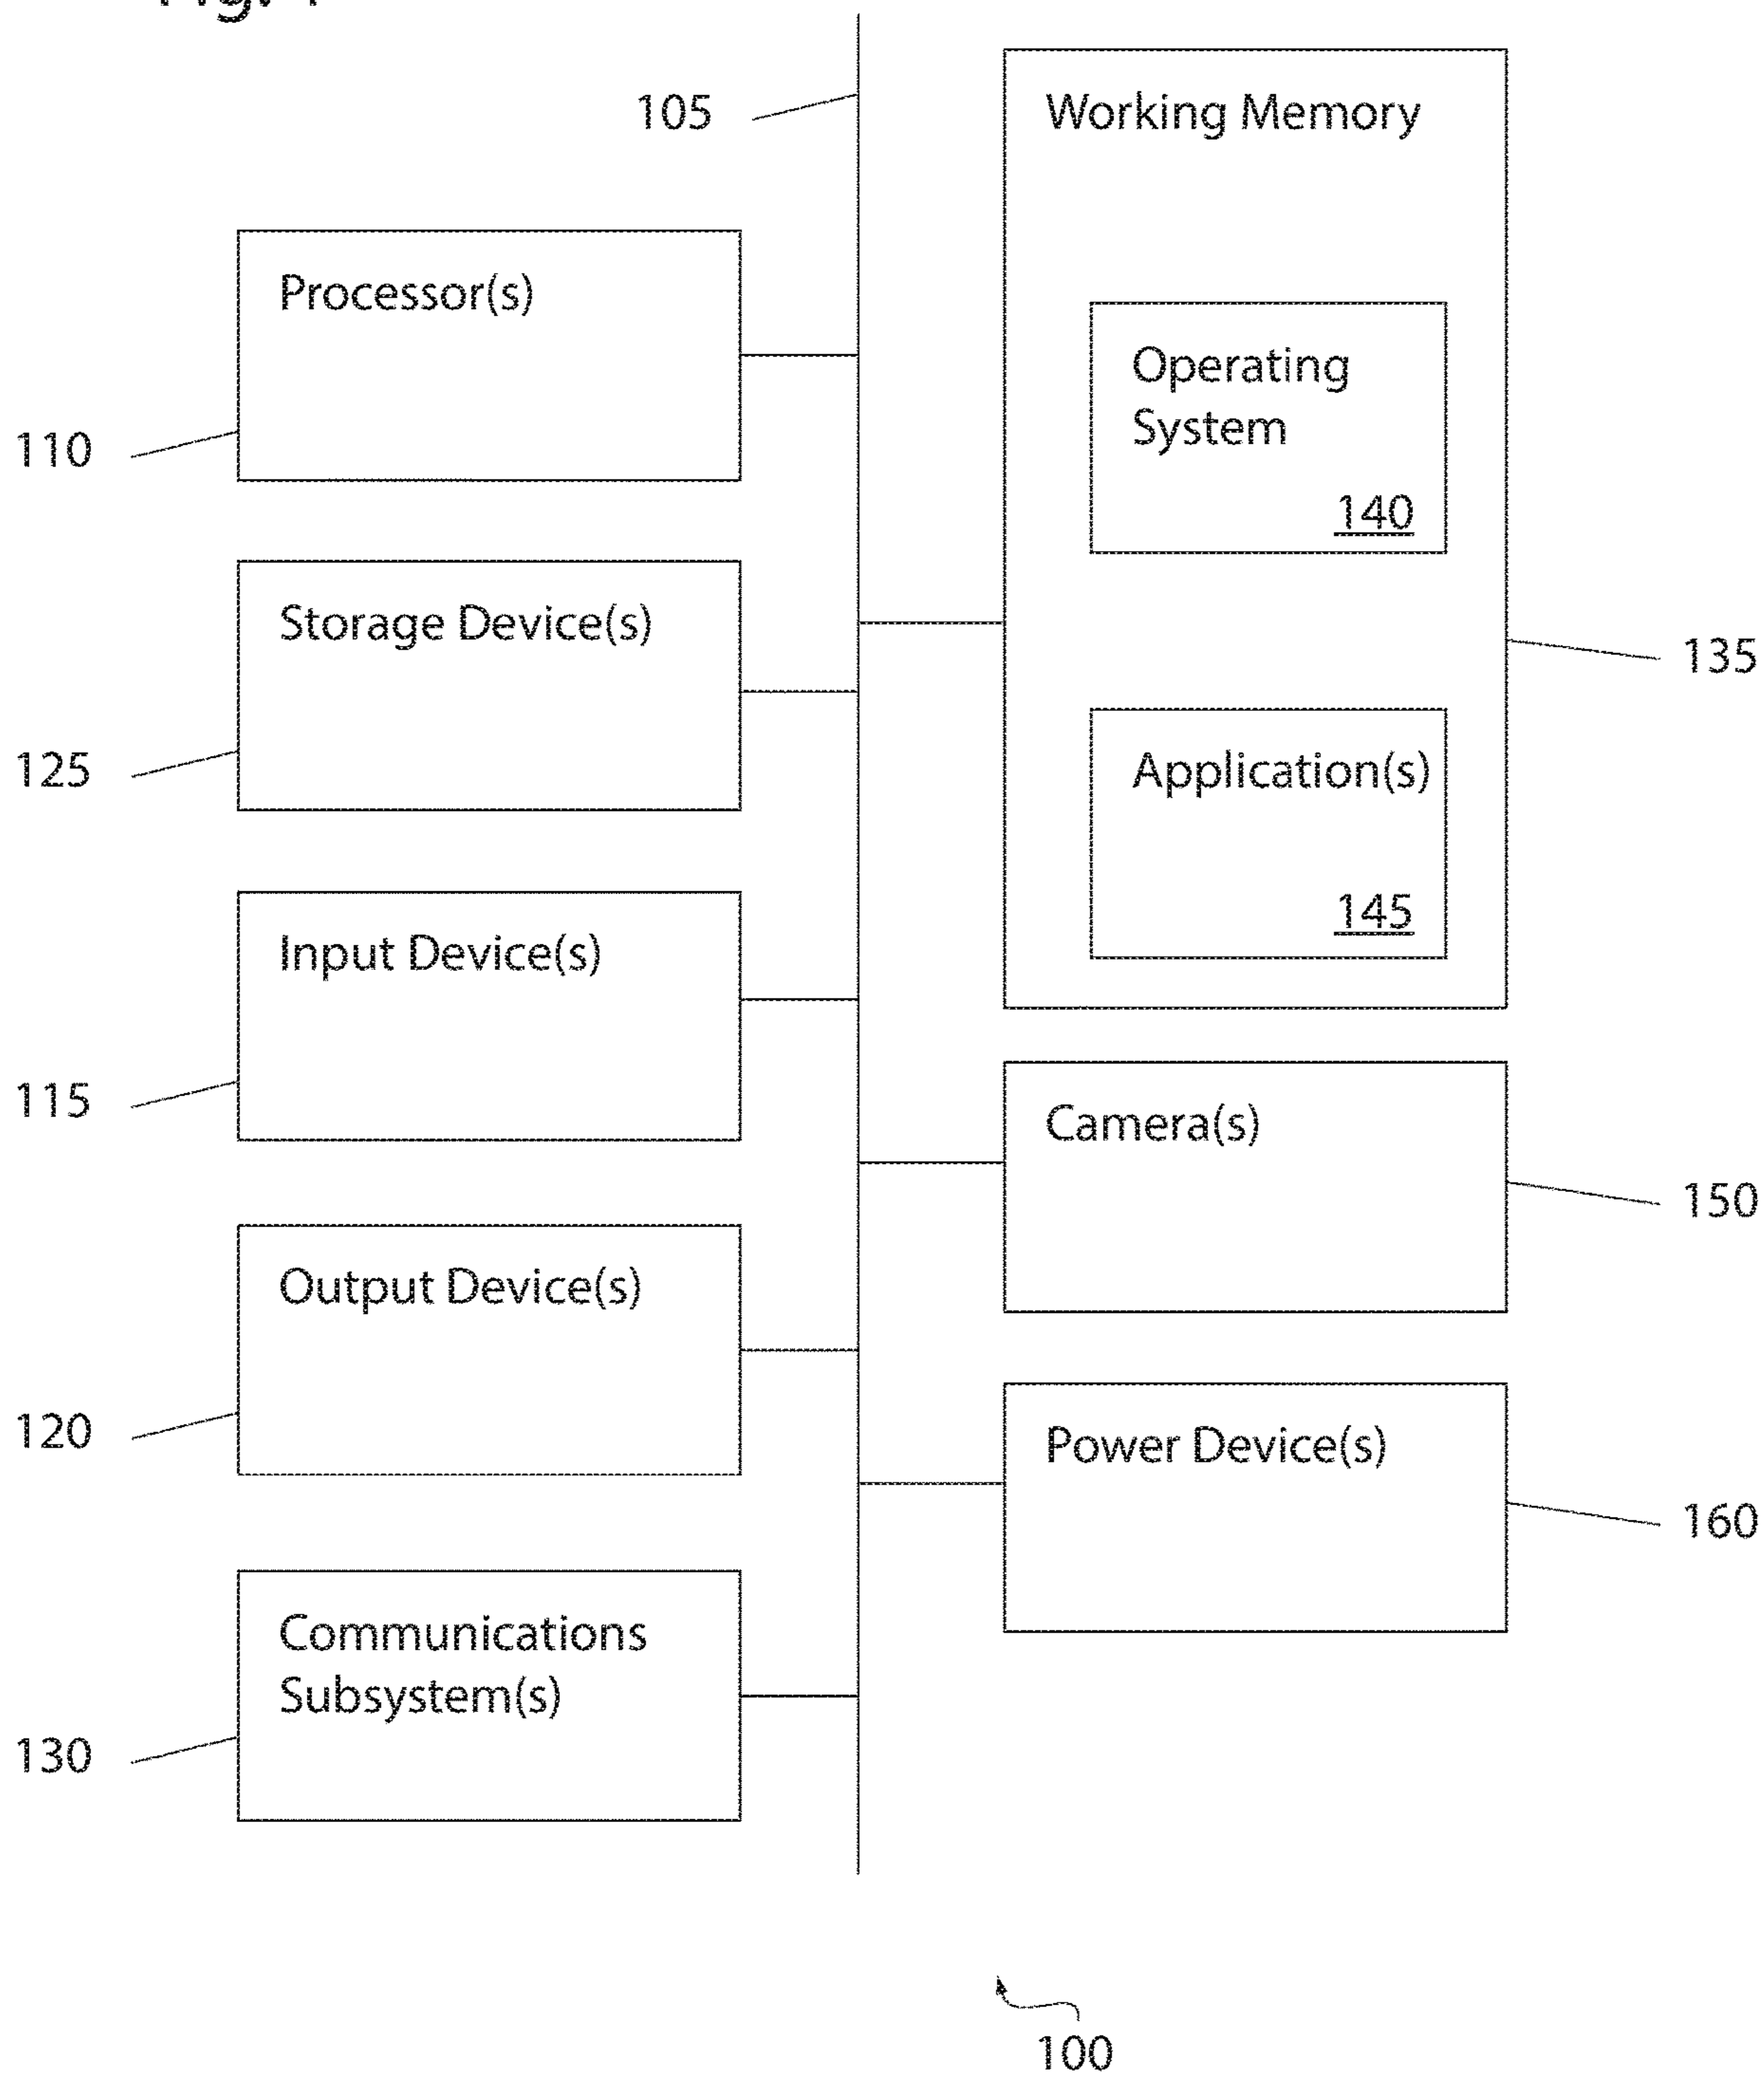 105
Working Memory
Processor(s)
110
Operating
System
140
Storage Device(s)
125
135
Application(s)
145
Input Device(s)
115
Camera(s)
150
Output Device(s)
120
Power Device(s)
160
Communications
Subsystem(s)
130
100